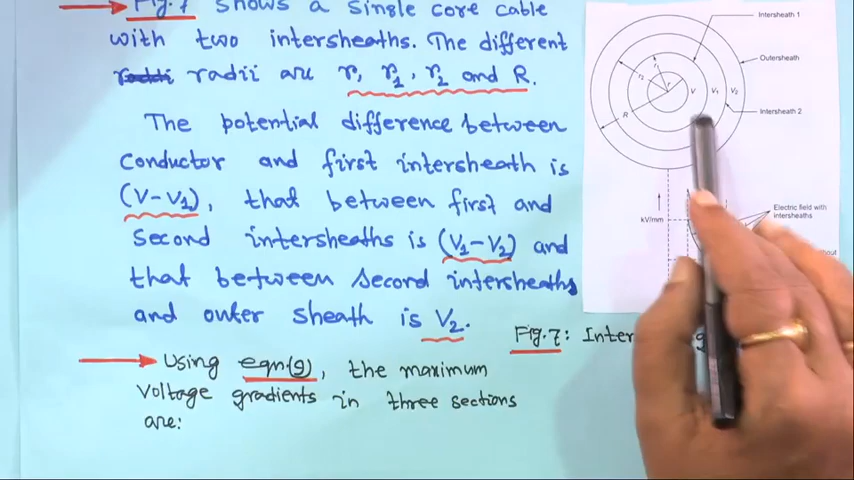 Fig.7 shows a single core cable
with two intersheaths. The different
radii are r, r1, r2 and R.
The potential difference between
conductor and first intersheath is
(V-V1), that between first and
second intersheaths is (V1-V2) and
that between second intersheaths
and outer sheath is V2.
Using eqn(9), the maximum
voltage gradients in three sections
are:
Intersheath 1
Outersheath
Intersheath 2
r
r1
r2
R
V
V1
V2
kV/mm
Electric field with
intersheaths
Fig.7: Inter